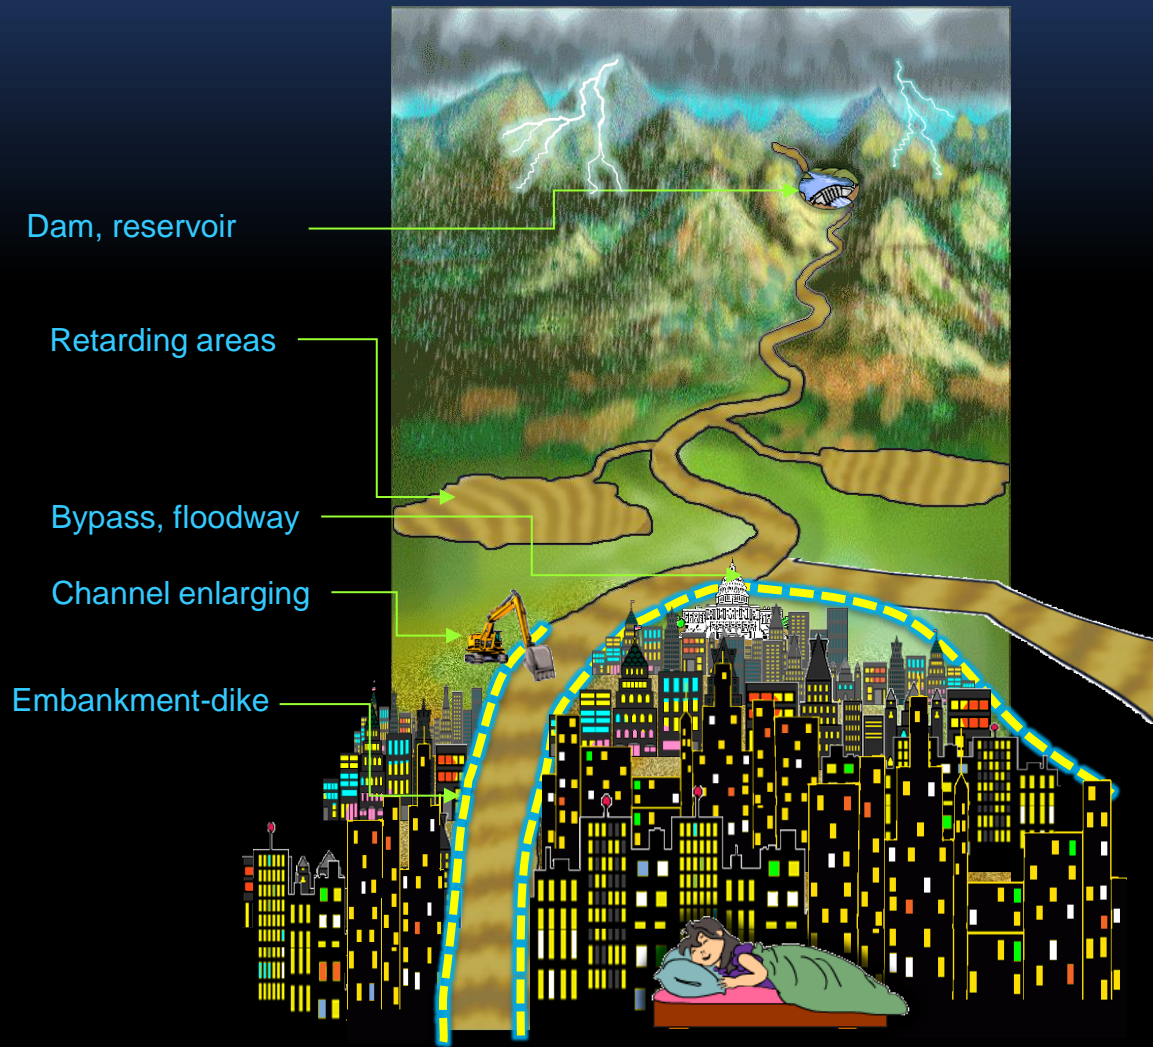 Dam, reservoir
Retarding areas
Bypass, floodway
Channel enlarging
Embankment-dike